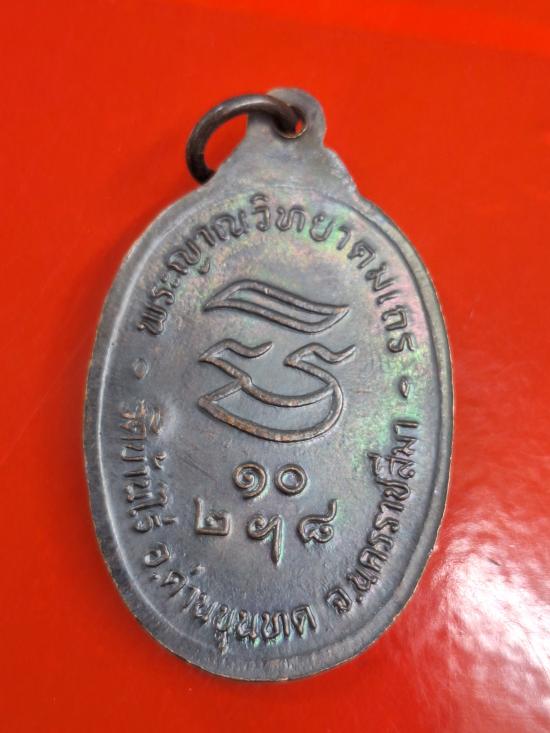 พระญาณวิทยาคมเถร
๑๐
๒ ฯ ๘
วัดบ้านไร่ อ.ด่านขุนทด จ.นครราชสีมา